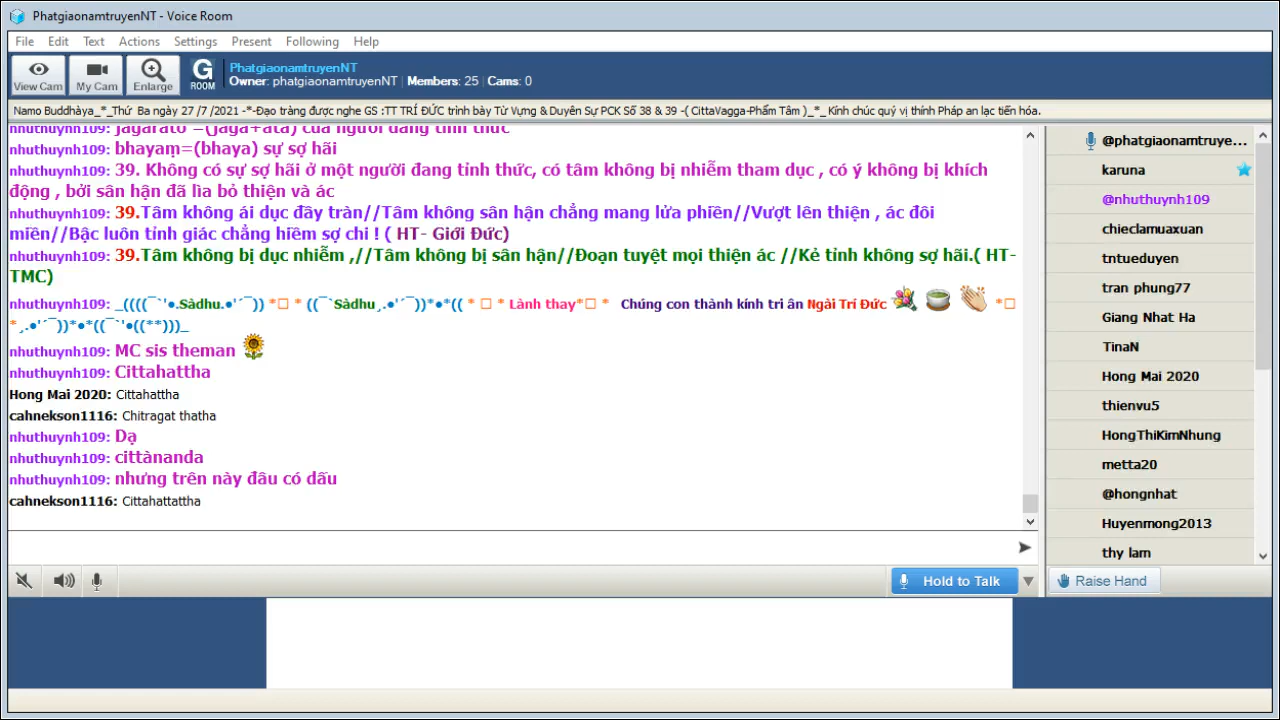 PhatgiaonamtruyenNT - Voice Room
File Edit Text Actions Settings Present Following Help
View Cam My Cam Enlarge G ROOM
PhatgiaonamtruyenNT
Owner: phatgiaonamtruyenNT | Members: 25 | Cams: 0
Namo Buddhàya_*_Thứ Ba ngày 27 /7 /2021 -*-Đạo tràng được nghe GS :TT TRÍ ĐỨC trình bày Từ Vựng & Duyên Sự PCK Số 38 & 39 -( CittaVagga-Phẩm Tâm )_*_ Kính chúc quý vị thính Pháp an lạc tiến hóa.
nhuthuynh109: jāgarato =(jāga+ata) của người đang tỉnh thức
nhuthuynh109: bhayaṃ=(bhaya) sự sợ hãi
nhuthuynh109: 39. Không có sự sợ hãi ở một người đang tỉnh thức, có tâm không bị nhiễm tham dục , có ý không bị khích
động , bởi sân hận đã lìa bỏ thiện và ác
nhuthuynh109: 39.Tâm không ái dục đầy tràn//Tâm không sân hận chẳng mang lửa phiền//Vượt lên thiện , ác đôi
miền//Bậc luôn tỉnh giác chẳng hiềm sợ chi ! ( HT- Giới Đức)
nhuthuynh109: 39.Tâm không bị dục nhiễm ,//Tâm không bị sân hận//Đoạn tuyệt mọi thiện ác //Kẻ tỉnh không sợ hãi.( HT-
TMC)
nhuthuynh109: _((((¯`'●.Sàdhu.●'´¯)) *□ * ((¯`Sàdhu¸.●'´¯))*●*(( * □ * Lành thay*□ * Chúng con thành kính tri ân Ngài Trí Đức *□
*¸.●'´¯))*●*((¯`'●((**)))_
nhuthuynh109: MC sis theman
nhuthuynh109: Cittahattha
Hong Mai 2020: Cittahattha
cahnekson1116: Chitragat thatha
nhuthuynh109: Dạ
nhuthuynh109: cittànanda
nhuthuynh109: nhưng trên này đâu có dấu
cahnekson1116: Cittahattattha
Hold to Talk
@phatgiaonamtruye...
karuna
@nhuthuynh109
chieclamuaxuan
tntueduyen
tran phung77
Giang Nhat Ha
TinaN
Hong Mai 2020
thienvu5
HongThiKimNhung
metta20
@hongnhat
Huyenmong2013
thy lam
Raise Hand